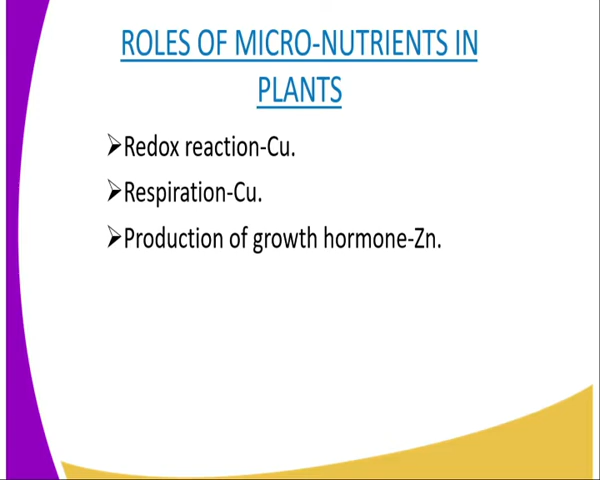 ROLES OF MICRO-NUTRIENTS IN
PLANTS
➢Redox reaction-Cu.
➢Respiration-Cu.
➢Production of growth hormone-Zn.